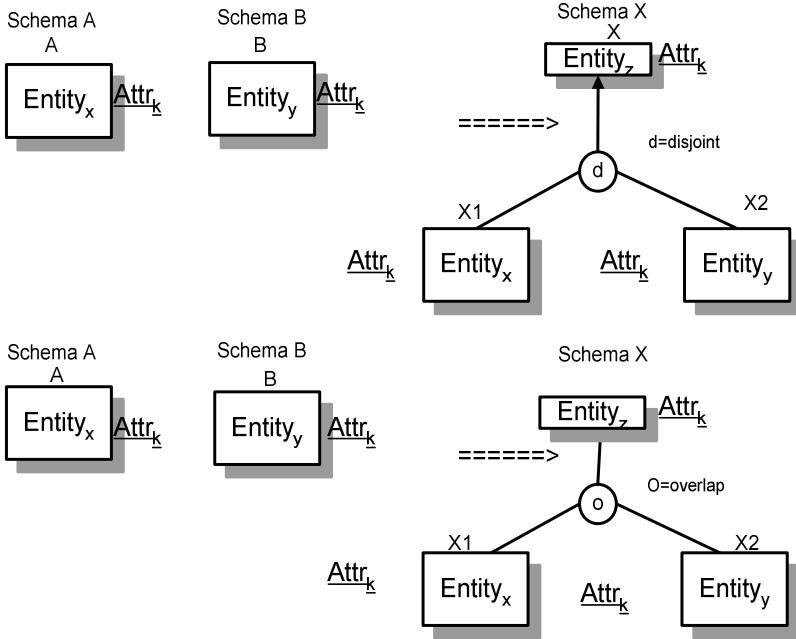 Schema A
A
Entityx
Attrk
Schema B
B
Entityy
Attrk
======>
Schema X
X
Entityz
Attrk
d=disjoint
d
X1
X2
Attrk
Entityx
Attrk
Entityy
Schema A
A
Entityx
Attrk
Schema B
B
Entityy
Attrk
======>
Schema X
Entityz
Attrk
O=overlap
o
X1
X2
Attrk
Entityx
Attrk
Entityy